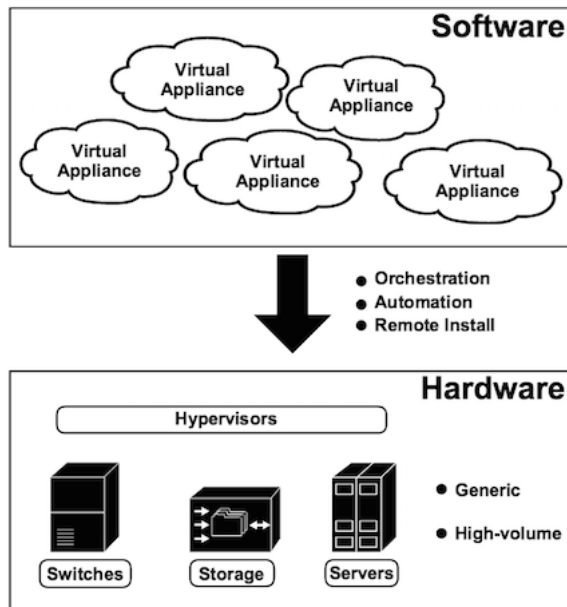 Software
Virtual
Appliance
Virtual
Appliance
Virtual
Appliance
Virtual
Appliance
Virtual
Appliance
Orchestration
Automation
Remote Install
Hardware
Hypervisors
Generic
High-volume
Switches
Storage
Servers